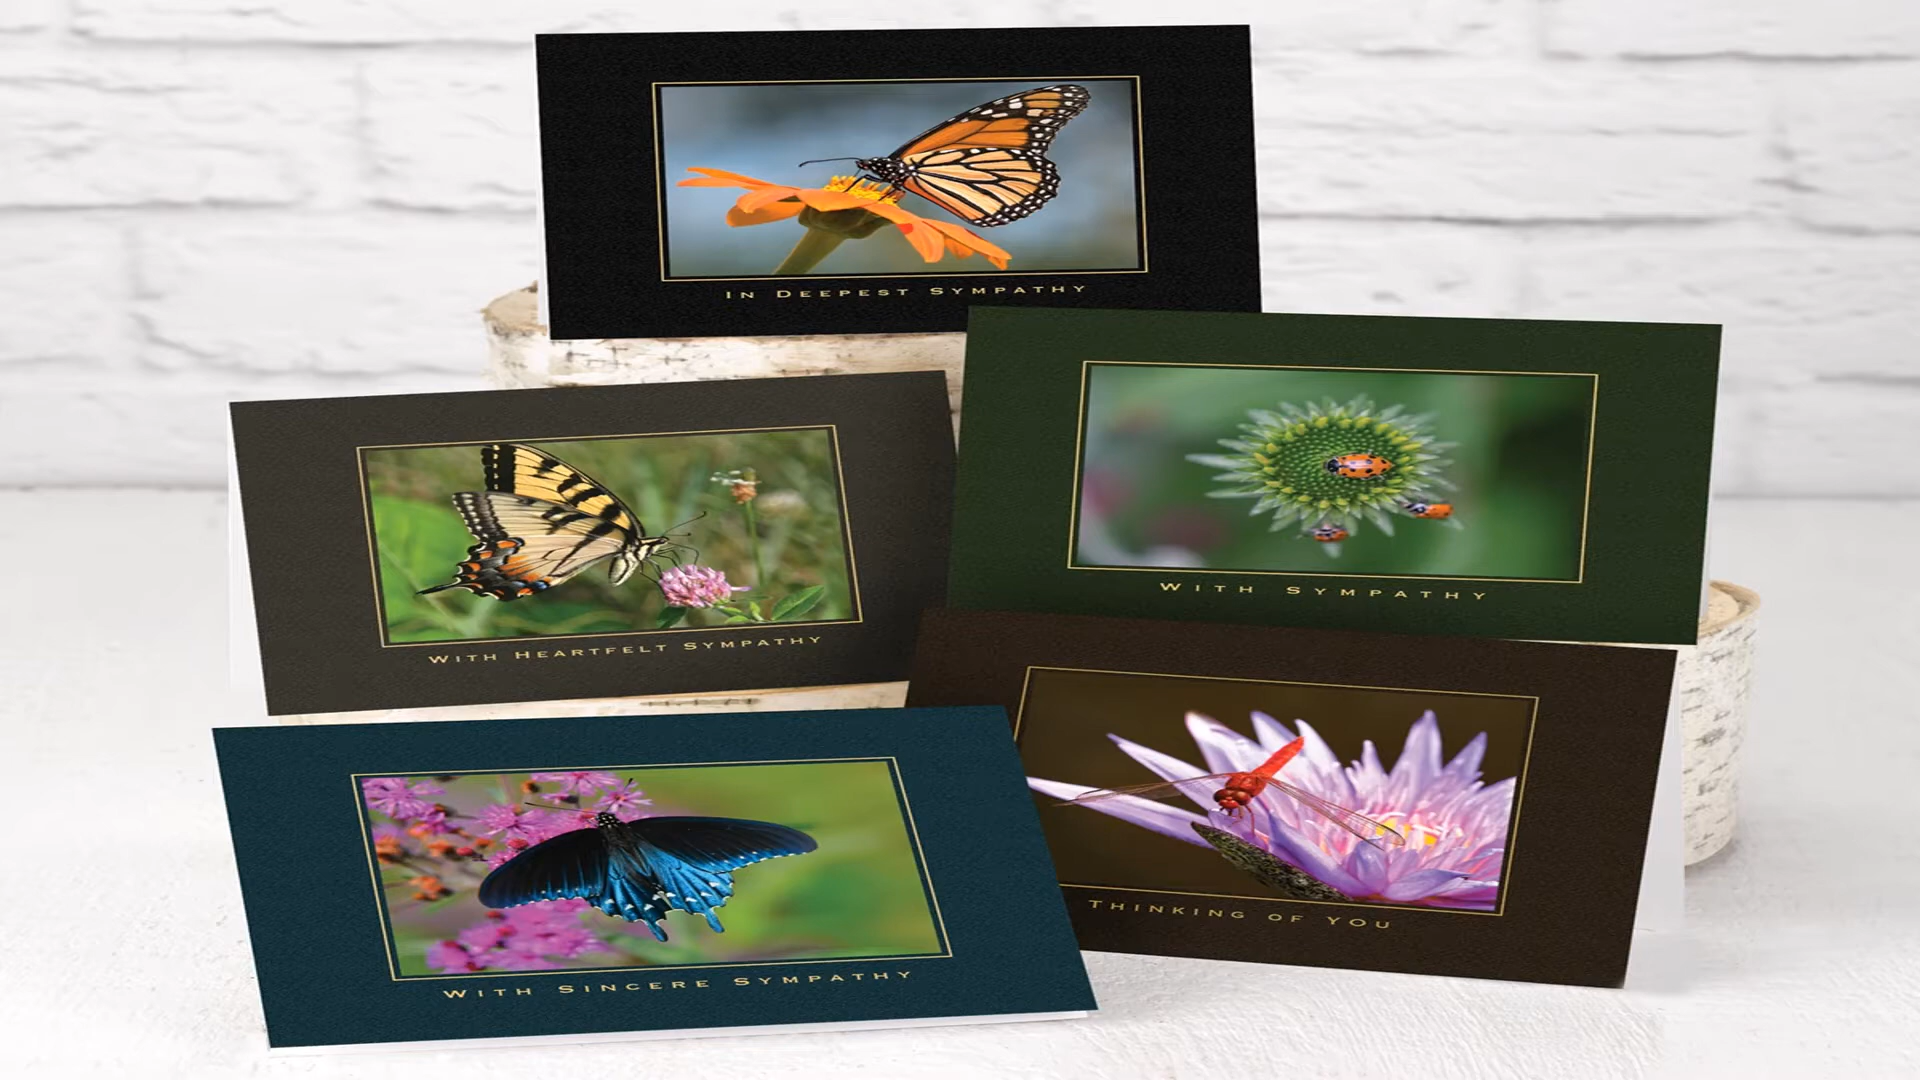 In Deepest Sympathy
With Sympathy
With Heartfelt Sympathy
Thinking of You
With Sincere Sympathy